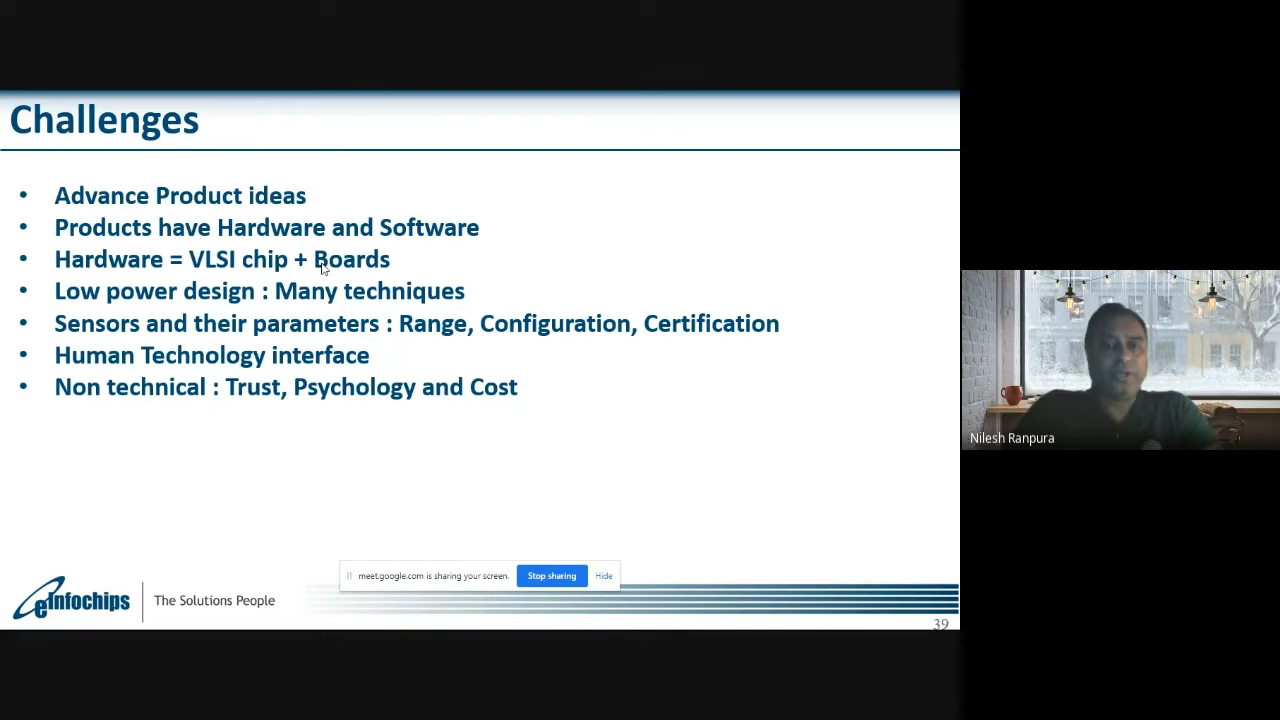 Challenges
• Advance Product ideas
• Products have Hardware and Software
• Hardware = VLSI chip + Boards
• Low power design : Many techniques
• Sensors and their parameters : Range, Configuration, Certification
• Human Technology interface
• Non technical : Trust, Psychology and Cost
Nilesh Ranpura
meet.google.com is sharing your screen. Stop sharing Hide
eInfochips The Solutions People
39